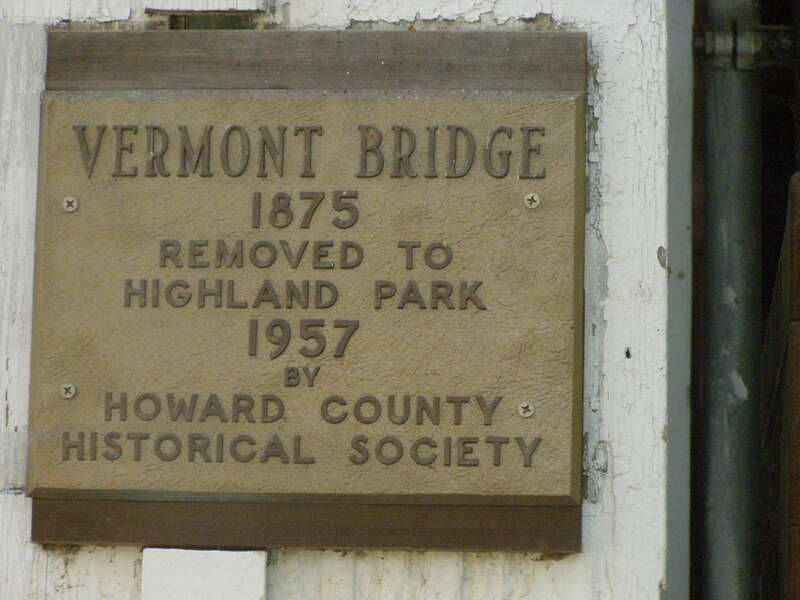 VERMONT BRIDGE
1875
REMOVED TO
HIGHLAND PARK
1957
BY
HOWARD COUNTY
HISTORICAL SOCIETY